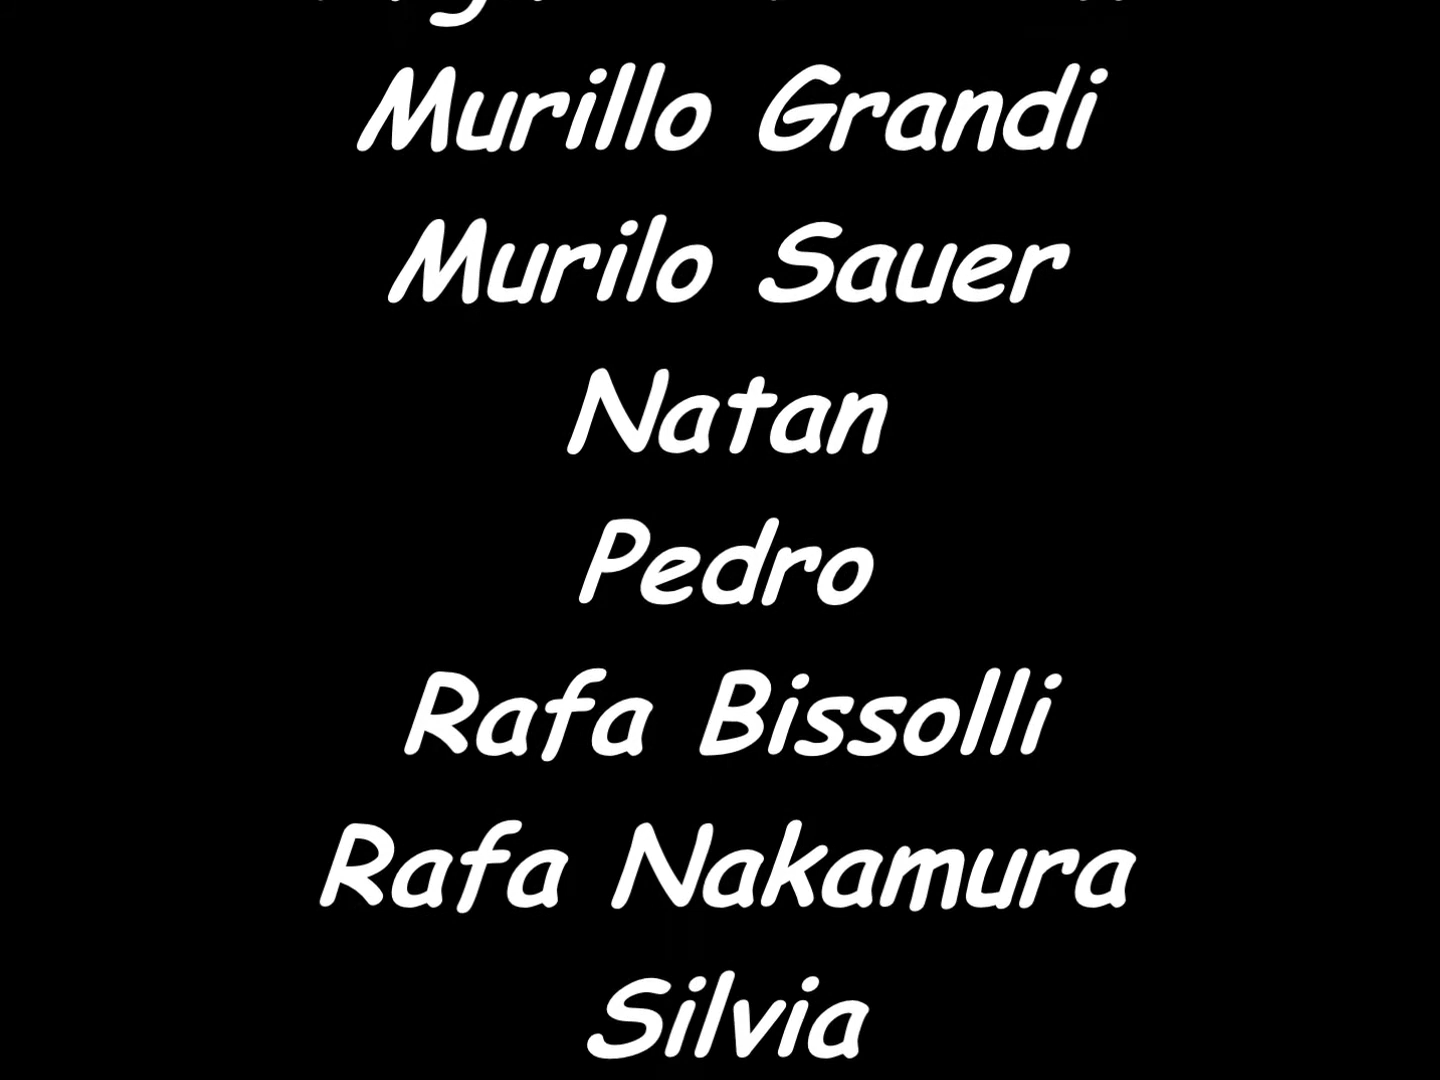 Murillo Grandi
Murilo Sauer
Natan
Pedro
Rafa Bissolli
Rafa Nakamura
Silvia